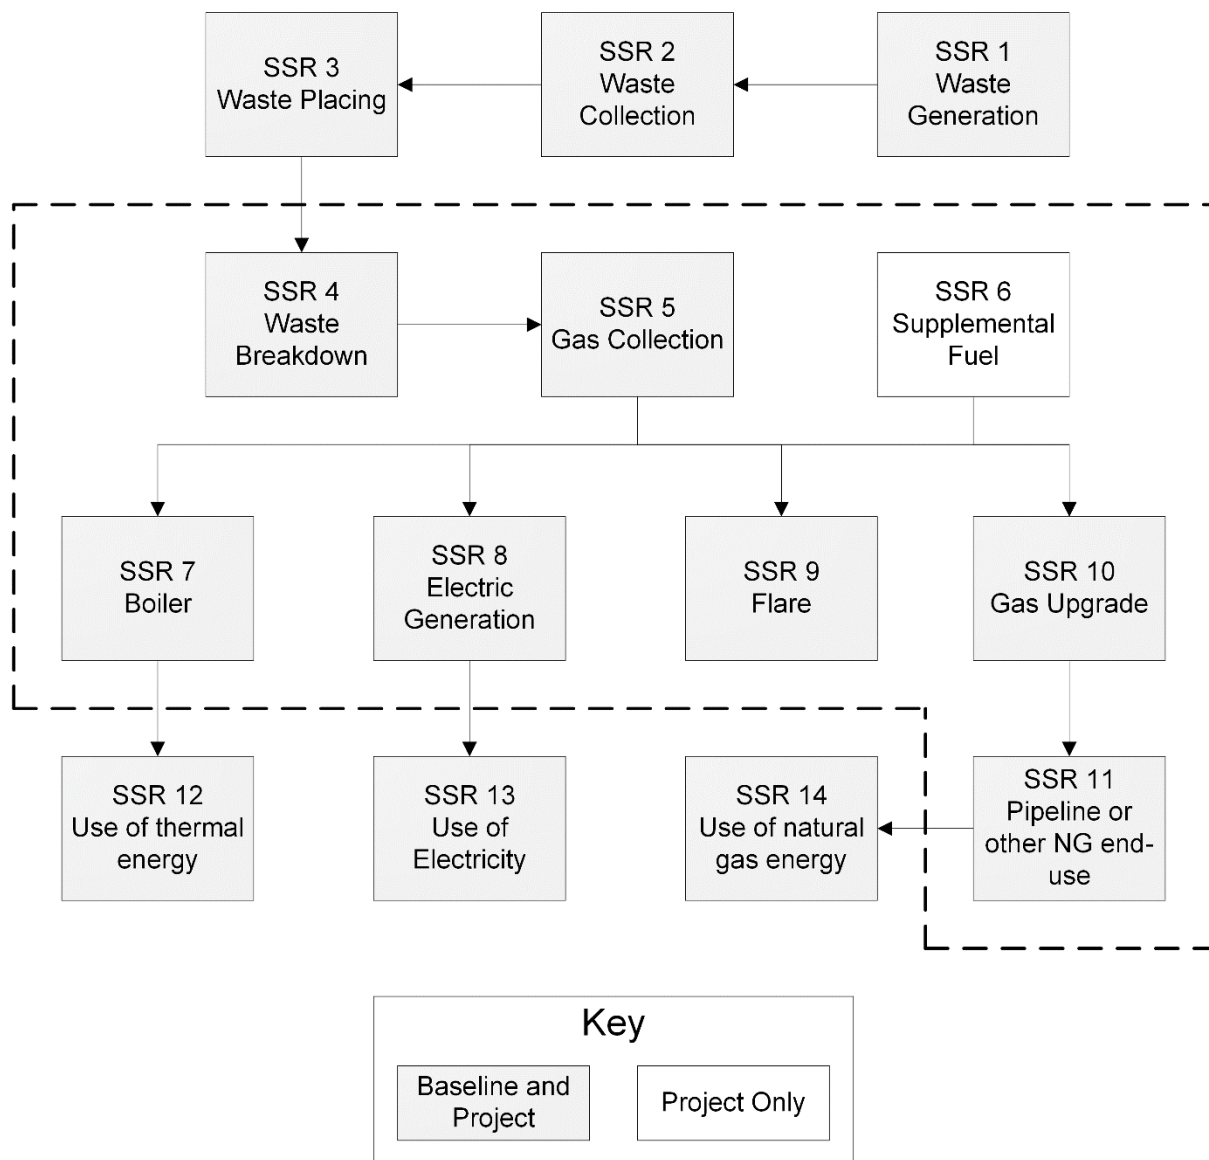 SSR 3
Waste Placing
SSR 2
Waste
Collection
SSR 1
Waste
Generation
SSR 4
Waste
Breakdown
SSR 5
Gas Collection
SSR 6
Supplemental
Fuel
SSR 7
Boiler
SSR 8
Electric
Generation
SSR 9
Flare
SSR 10
Gas Upgrade
SSR 12
Use of thermal
energy
SSR 13
Use of
Electricity
SSR 14
Use of natural
gas energy
SSR 11
Pipeline or
other NG end-
use
Key
Baseline and
Project
Project Only